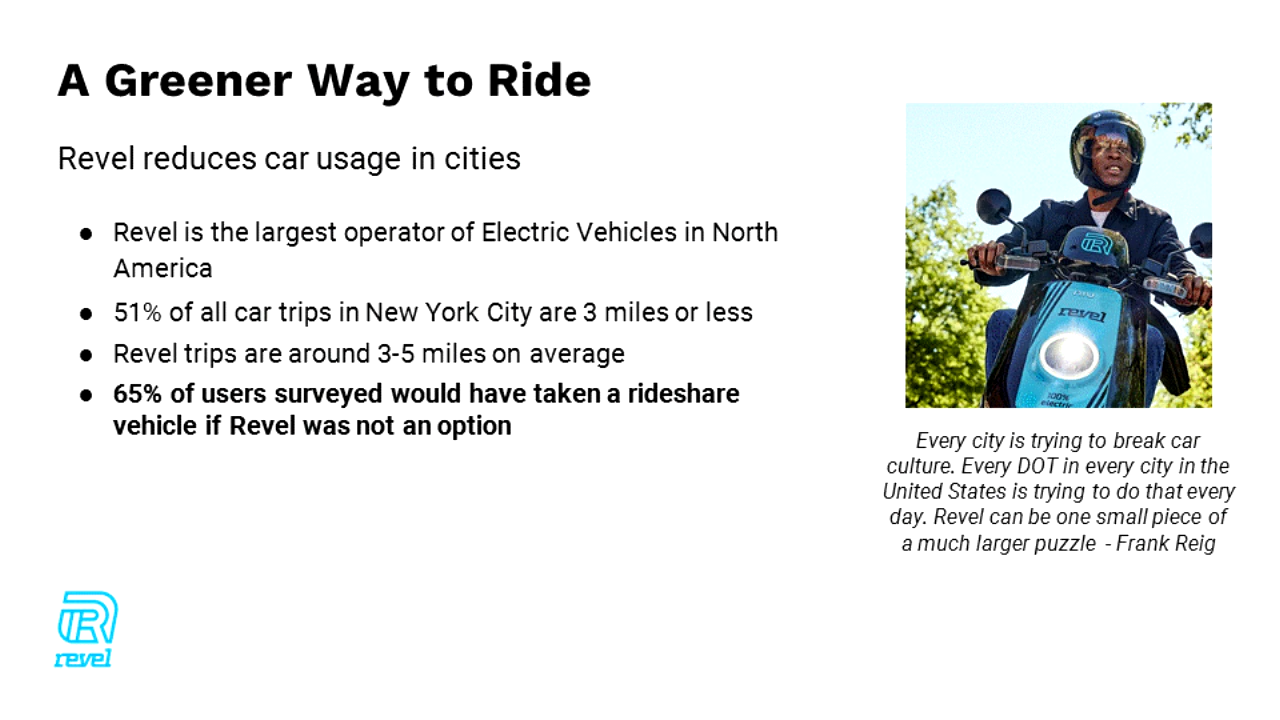 A Greener Way to Ride
Revel reduces car usage in cities
● Revel is the largest operator of Electric Vehicles in North
America
● 51% of all car trips in New York City are 3 miles or less
● Revel trips are around 3-5 miles on average
● 65% of users surveyed would have taken a rideshare
vehicle if Revel was not an option
revel
100%
electric
Every city is trying to break car
culture. Every DOT in every city in the
United States is trying to do that every
day. Revel can be one small piece of
a much larger puzzle - Frank Reig
R
revel